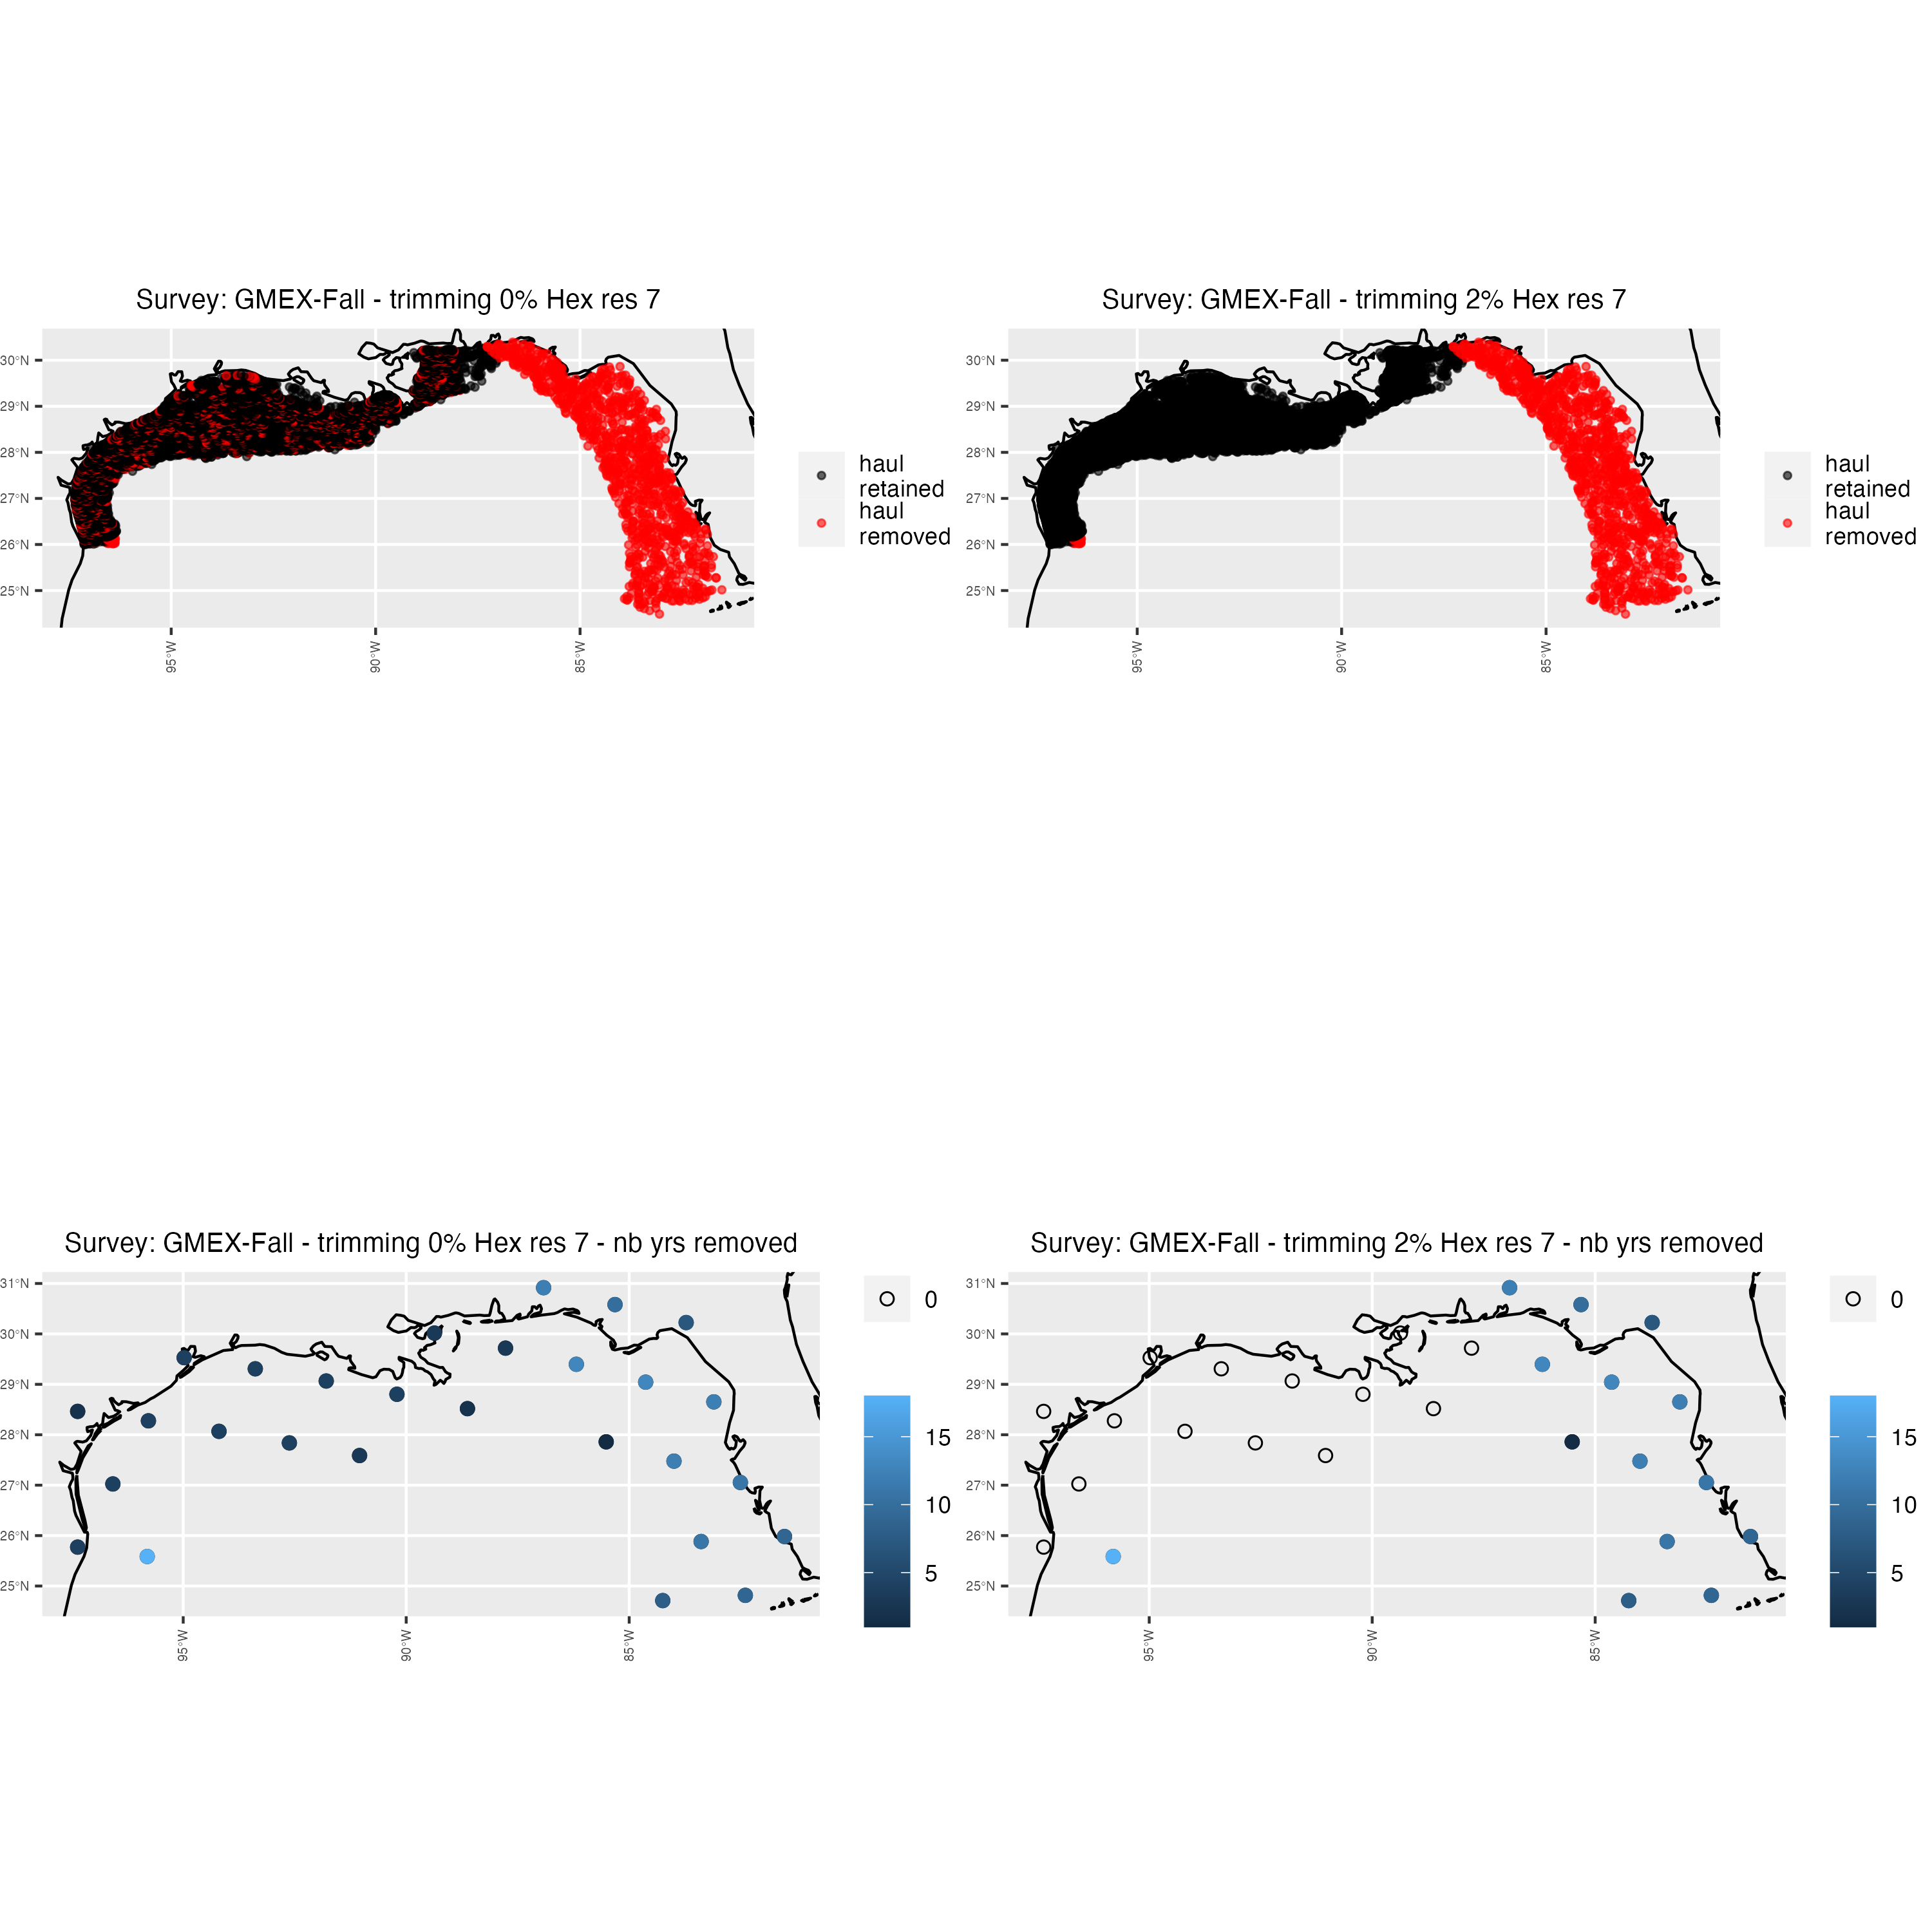 Survey: GMEX-Fall - trimming 0% Hex res 7
30°N
29°N
28°N
27°N
26°N
25°N
95°W
90°W
85°W
haul
retained
haul
removed
Survey: GMEX-Fall - trimming 2% Hex res 7
30°N
29°N
28°N
27°N
26°N
25°N
95°W
90°W
85°W
haul
retained
haul
removed
Survey: GMEX-Fall - trimming 0% Hex res 7 - nb yrs removed
31°N
30°N
29°N
28°N
27°N
26°N
25°N
95°W
90°W
85°W
0
15
10
5
Survey: GMEX-Fall - trimming 2% Hex res 7 - nb yrs removed
31°N
30°N
29°N
28°N
27°N
26°N
25°N
95°W
90°W
85°W
0
15
10
5